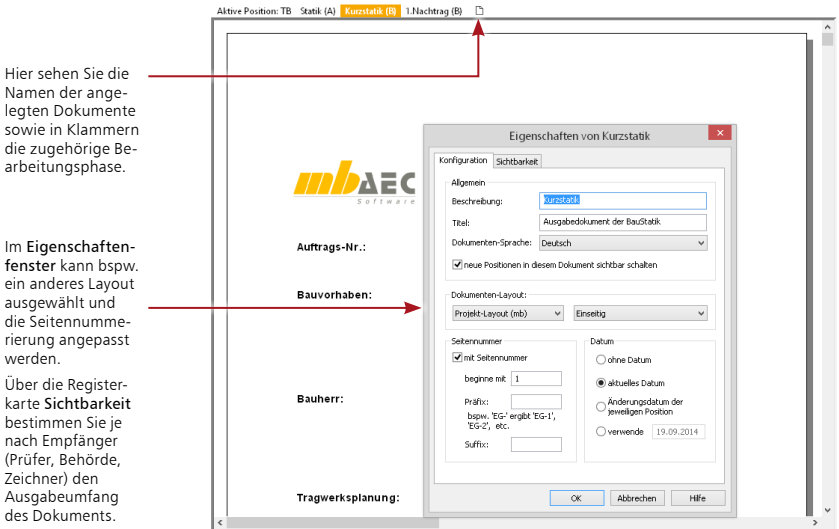 Aktive Position: TB Statik (A) Kurzstatik (B) 1.Nachtrag (B)
Hier sehen Sie die
Namen der ange-
legten Dokumente
sowie in Klammern
die zugehörige Be-
arbeitungsphase.
Im Eigenschaften-
fenster kann bspw.
ein anderes Layout
ausgewählt und
die Seitennumme-
rierung angepasst
werden.
Über die Register-
karte Sichtbarkeit
bestimmen Sie je
nach Empfänger
(Prüfer, Behörde,
Zeichner) den
Ausgabeumfang
des Dokuments.
mb AEC
Software
Auftrags-Nr.:
Bauvorhaben:
Bauherr:
Tragwerksplanung:
Eigenschaften von Kurzstatik
Konfiguration Sichtbarkeit
Allgemein
Beschreibung: Kurzstatik
Titel: Ausgabedokument der BauStatik
Dokumenten-Sprache: Deutsch
neue Positionen in diesem Dokument sichtbar schalten
Dokumenten-Layout:
Projekt-Layout (mb) Einseitig
Seitennummer
mit Seitennummer
beginne mit 1
Präfix:
bspw. 'EG-' ergibt 'EG-1',
'EG-2', etc.
Suffix:
Datum
ohne Datum
aktuelles Datum
Änderungsdatum der
jeweiligen Position
verwende 19.09.2014
OK Abbrechen Hilfe